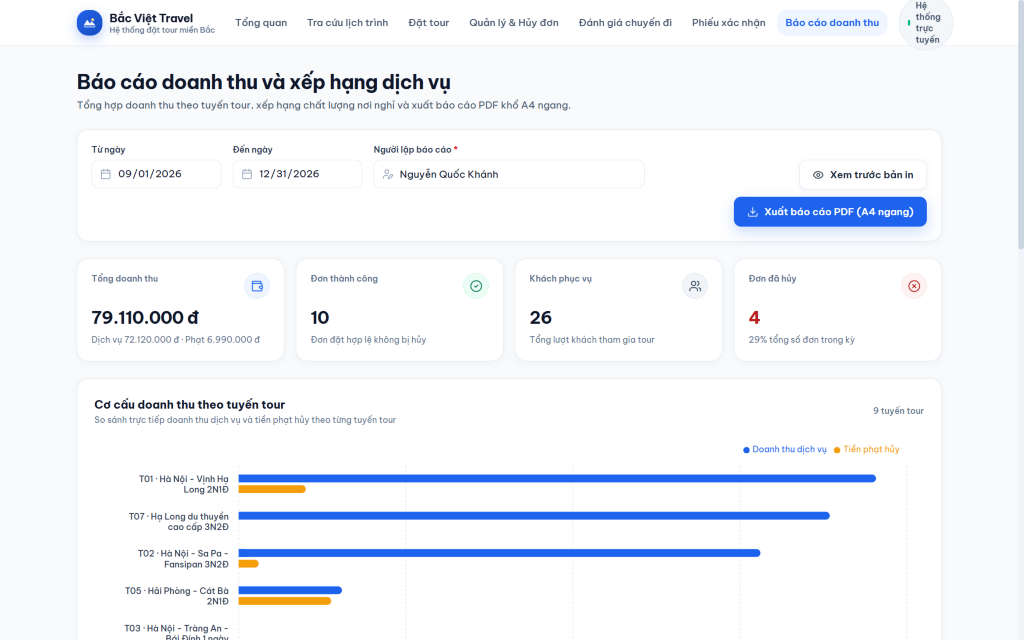 Bắc Việt Travel
Hệ thống đặt tour miền Bắc
Tổng quan
Tra cứu lịch trình
Đặt tour
Quản lý & Hủy đơn
Đánh giá chuyến đi
Phiếu xác nhận
Báo cáo doanh thu
Hệ
thống
trực
tuyến
Báo cáo doanh thu và xếp hạng dịch vụ
Tổng hợp doanh thu theo tuyến tour, xếp hạng chất lượng nơi nghỉ và xuất báo cáo PDF khổ A4 ngang.
Từ ngày
Đến ngày
Người lập báo cáo *
09/01/2026
12/31/2026
Nguyễn Quốc Khánh
Xem trước bản in
Xuất báo cáo PDF (A4 ngang)
Tổng doanh thu
79.110.000 đ
Dịch vụ 72.120.000 đ · Phạt 6.990.000 đ
Đơn thành công
10
Đơn đặt hợp lệ không bị hủy
Khách phục vụ
26
Tổng lượt khách tham gia tour
Đơn đã hủy
4
29% tổng số đơn trong kỳ
Cơ cấu doanh thu theo tuyến tour
So sánh trực tiếp doanh thu dịch vụ và tiền phạt hủy theo từng tuyến tour
9 tuyến tour
Doanh thu dịch vụ
Tiền phạt hủy
T01 · Hà Nội - Vịnh Hạ
Long 2N1Đ
T07 · Hạ Long du thuyền
cao cấp 3N2Đ
T02 · Hà Nội - Sa Pa -
Fansipan 3N2Đ
T05 · Hải Phòng - Cát Bà
2N1Đ
T03 · Hà Nội - Tràng An -
Bái Đính 1 ngày